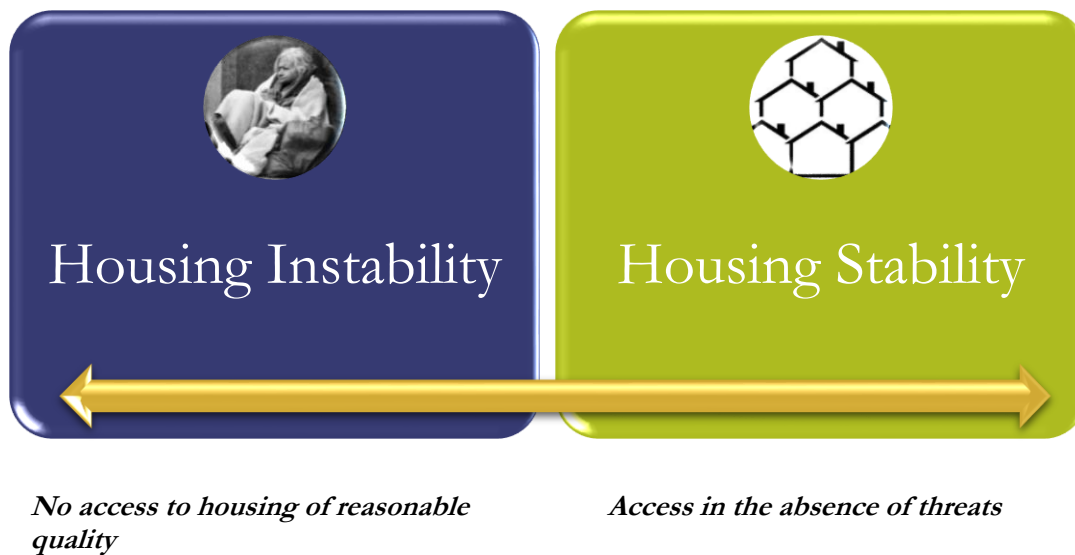 Housing Instability
Housing Stability
No access to housing of reasonable
quality
Access in the absence of threats